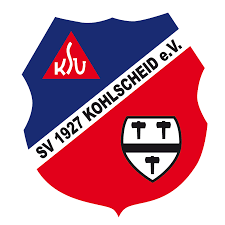 KSV
SV 1927 KOHLSCHEID e.V.